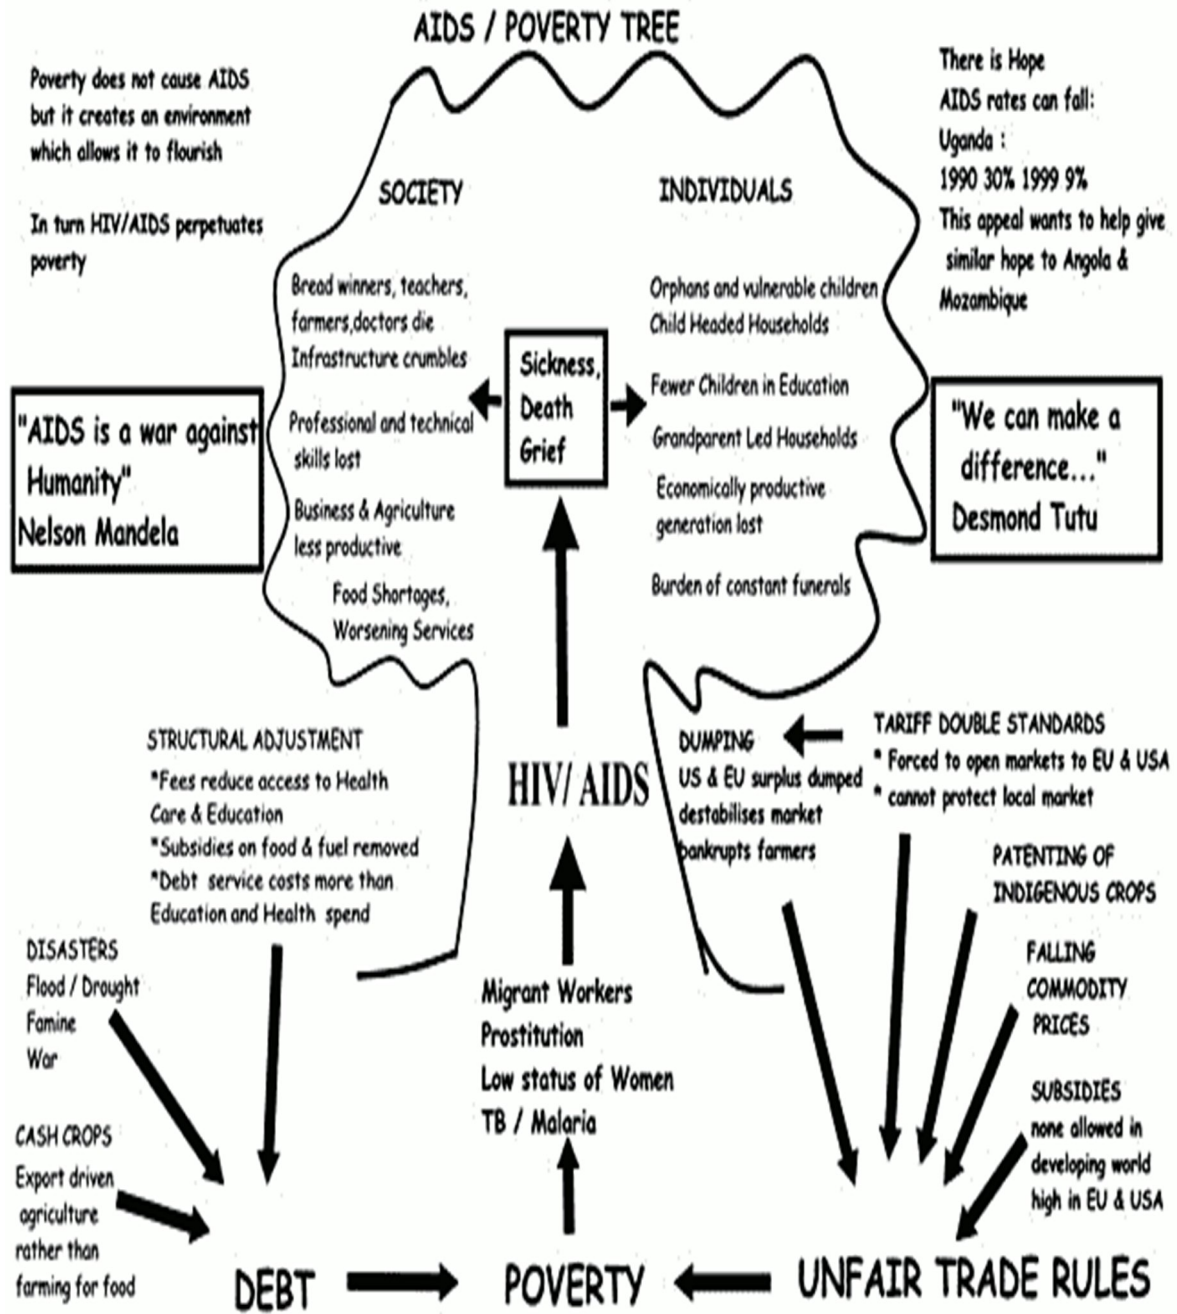 AIDS / POVERTY TREE
Poverty does not cause AIDS
but it creates an environment
which allows it to flourish
In turn HIV/AIDS perpetuates
poverty
There is Hope
AIDS rates can fall:
Uganda :
1990 30% 1999 9%
This appeal wants to help give
similar hope to Angola &
Mozambique
SOCIETY
Bread winners, teachers,
farmers,doctors die
Infrastructure crumbles
Professional and technical
skills lost
Business & Agriculture
less productive
Food Shortages,
Worsening Services
Sickness,
Death
Grief
INDIVIDUALS
Orphans and vulnerable children
Child Headed Households
Fewer Children in Education
Grandparent Led Households
Economically productive
generation lost
Burden of constant funerals
"AIDS is a war against
Humanity"
Nelson Mandela
"We can make a
difference..."
Desmond Tutu
STRUCTURAL ADJUSTMENT
*Fees reduce access to Health
Care & Education
*Subsidies on food & fuel removed
*Debt service costs more than
Education and Health spend
HIV/ AIDS
DUMPING
US & EU surplus dumped
destabilises market
bankrupts farmers
TARIFF DOUBLE STANDARDS
* Forced to open markets to EU & USA
* cannot protect local market
PATENTING OF
INDIGENOUS CROPS
FALLING
COMMODITY
PRICES
SUBSIDIES
none allowed in
developing world
high in EU & USA
DISASTERS
Flood / Drought
Famine
War
CASH CROPS
Export driven
agriculture
rather than
farming for food
Migrant Workers
Prostitution
Low status of Women
TB / Malaria
DEBT
POVERTY
UNFAIR TRADE RULES